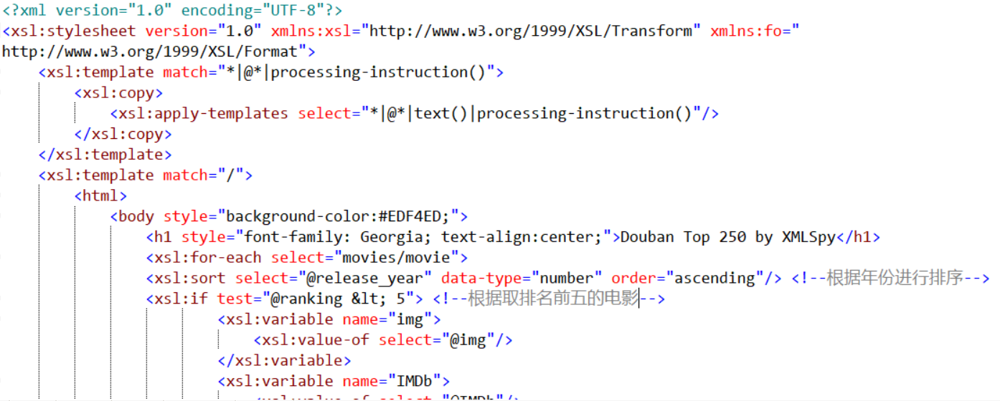 <?xml version="1.0" encoding="UTF-8"?>
<xsl:stylesheet version="1.0" xmlns:xsl="http://www.w3.org/1999/XSL/Transform" xmlns:fo="
http://www.w3.org/1999/XSL/Format">
<xsl:template match="*|@*|processing-instruction()">
<xsl:copy>
<xsl:apply-templates select="*|@*|text()|processing-instruction()"/>
</xsl:copy>
</xsl:template>
<xsl:template match="/">
<html>
<body style="background-color:#EDF4ED;">
<h1 style="font-family: Georgia; text-align:center;">Douban Top 250 by XMLSpy</h1>
<xsl:for-each select="movies/movie">
<xsl:sort select="@release_year" data-type="number" order="ascending"/> <!--根据年份进行排序-->
<xsl:if test="@ranking &lt; 5"> <!--根据取排名前五的电影-->
<xsl:variable name="img">
<xsl:value-of select="@img"/>
</xsl:variable>
<xsl:variable name="IMDb">
<xsl:value-of select="@IMDb"/>